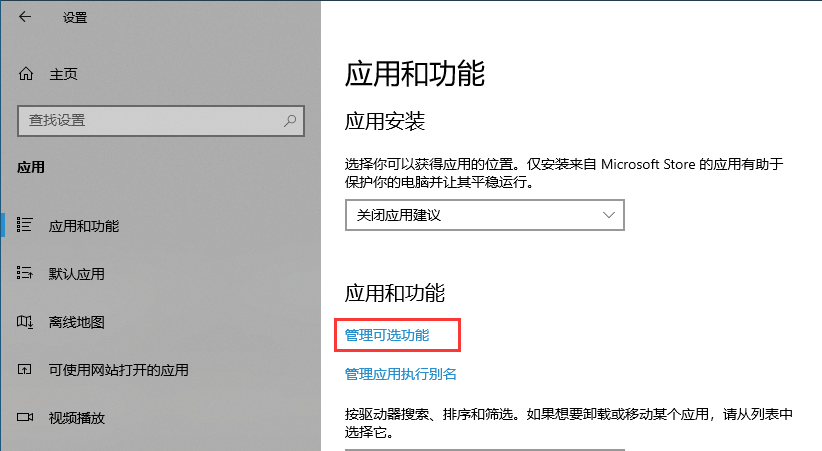 设置
主页
查找设置
应用
应用和功能
默认应用
离线地图
可使用网站打开的应用
视频播放
应用和功能
应用安装
选择你可以获得应用的位置。仅安装来自 Microsoft Store 的应用有助于
保护你的电脑并让其平稳运行。
关闭应用建议
应用和功能
管理可选功能
管理应用执行别名
按驱动器搜索、排序和筛选。如果想要卸载或移动某个应用，请从列表中
选择它。